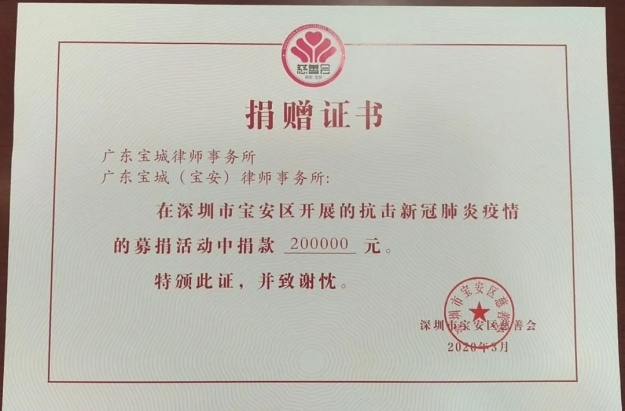 慈善会
捐赠证书
广东宝城律师事务所
广东宝城（宝安）律师事务所:
在深圳市宝安区开展的抗击新冠肺炎疫情
的募捐活动中捐款 200000 元。
特颁此证，并致谢忱。
深圳市宝安区慈善会
2020年3月